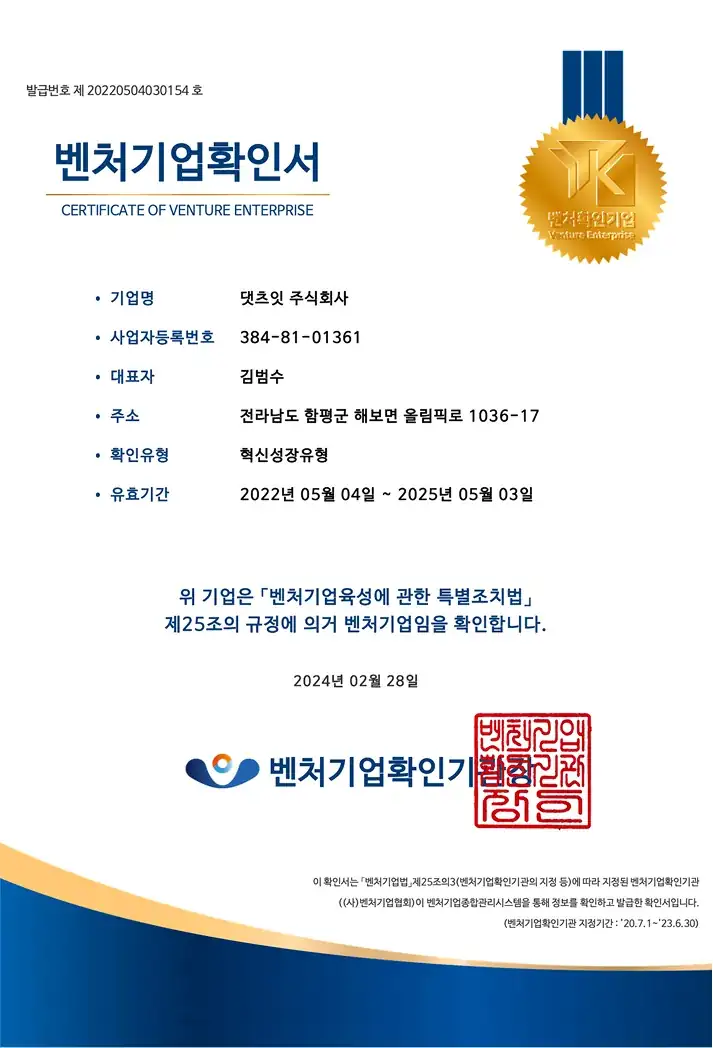 발급번호 제 20220504030154 호
벤처기업확인서
CERTIFICATE OF VENTURE ENTERPRISE
벤처확인기업
Venture Enterprise
• 기업명 댓츠잇 주식회사
• 사업자등록번호 384-81-01361
• 대표자 김범수
• 주소 전라남도 함평군 해보면 올림픽로 1036-17
• 확인유형 혁신성장유형
• 유효기간 2022년 05월 04일 ~ 2025년 05월 03일
위 기업은 「벤처기업육성에 관한 특별조치법」
제25조의 규정에 의거 벤처기업임을 확인합니다.
2024년 02월 28일
벤처기업확인기관장
벤처기업
확인기관
장의인
이 확인서는 「벤처기업법」제25조의3(벤처기업확인기관의 지정 등)에 따라 지정된 벤처기업확인기관
((사)벤처기업협회)이 벤처기업종합관리시스템을 통해 정보를 확인하고 발급한 확인서입니다.
(벤처기업확인기관 지정기간 : '20.7.1~'23.6.30)